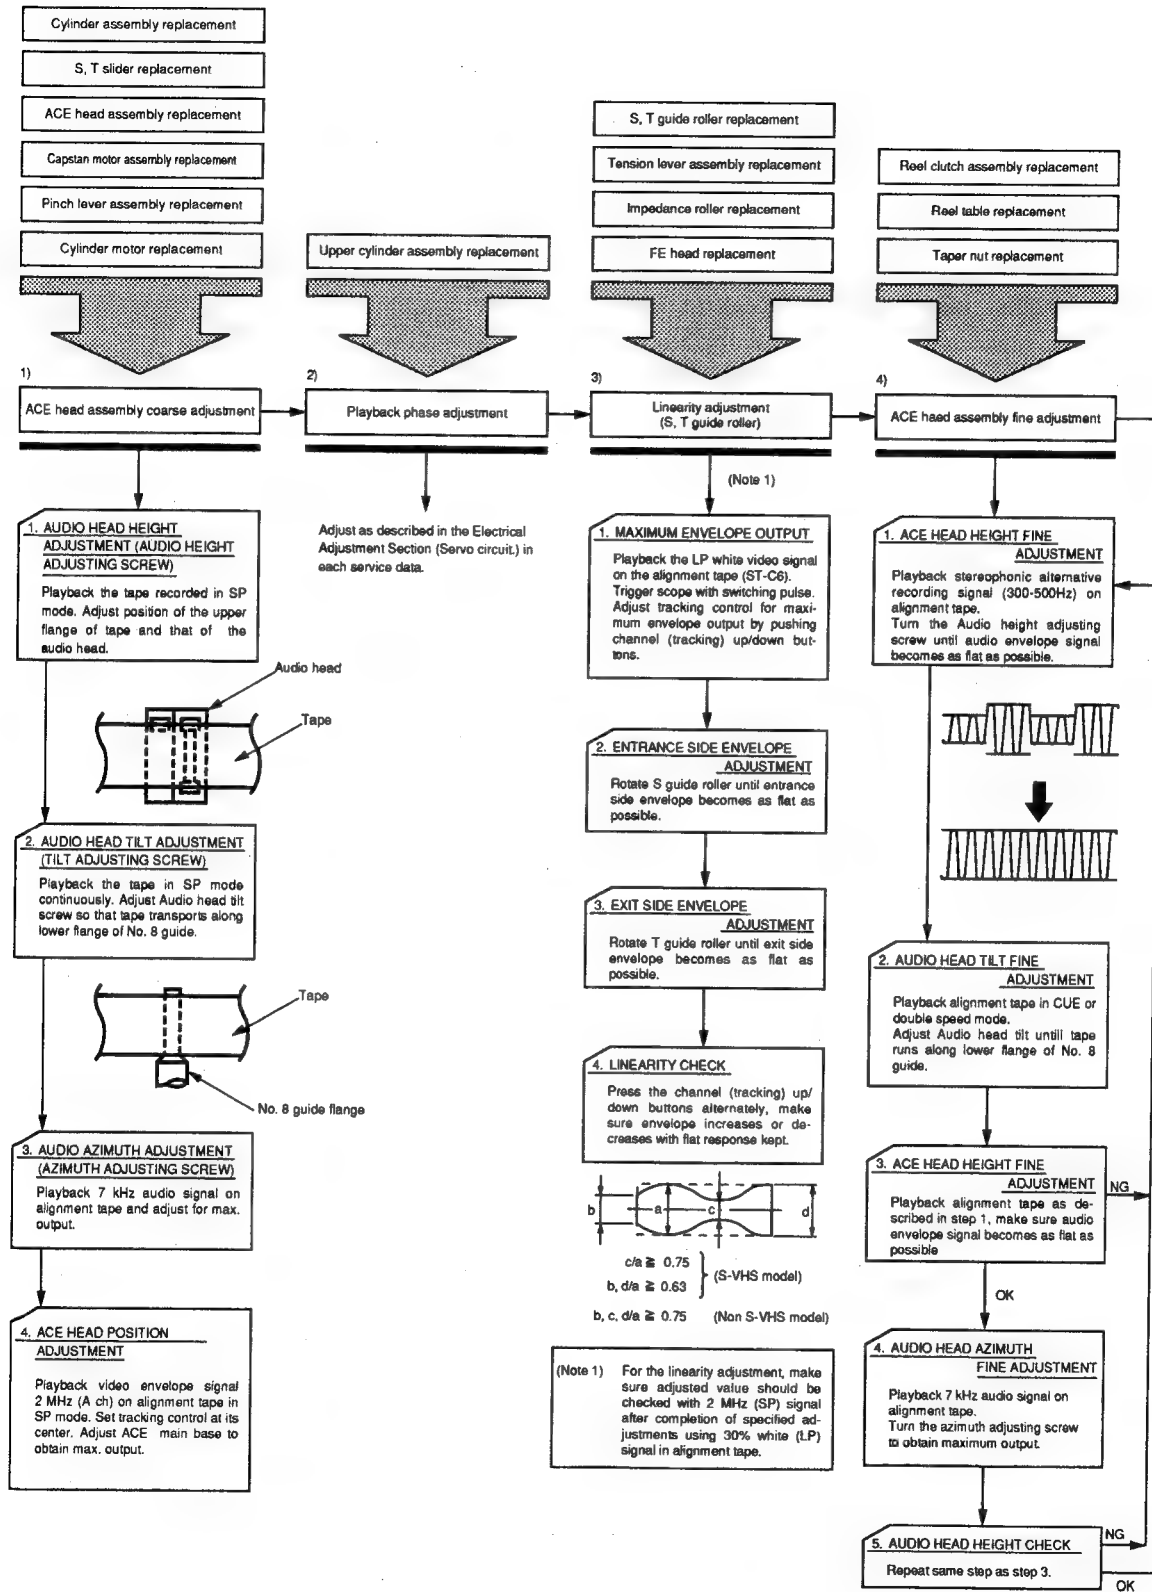 Cylinder assembly replacement
S, T slider replacement
ACE head assembly replacement
Capstan motor assembly replacement
Pinch lever assembly replacement
Cylinder motor replacement
Upper cylinder assembly replacement
S, T guide roller replacement
Tension lever assembly replacement
Impedance roller replacement
FE head replacement
Reel clutch assembly replacement
Reel table replacement
Taper nut replacement
1)
ACE head assembly coarse adjustment
2)
Playback phase adjustment
3)
Linearity adjustment
(S, T guide roller)
4)
ACE haed assembly fine adjustment
1. AUDIO HEAD HEIGHT
ADJUSTMENT (AUDIO HEIGHT
ADJUSTING SCREW)
Playback the tape recorded in SP
mode. Adjust position of the upper
flange of tape and that of the
audio head.
Audio head
Tape
2. AUDIO HEAD TILT ADJUSTMENT
(TILT ADJUSTING SCREW)
Playback the tape in SP mode
continuously. Adjust Audio head tilt
screw so that tape transports along
lower flange of No. 8 guide.
Tape
No. 8 guide flange
3. AUDIO AZIMUTH ADJUSTMENT
(AZIMUTH ADJUSTING SCREW)
Playback 7 kHz audio signal on
alignment tape and adjust for max.
output.
4. ACE HEAD POSITION
ADJUSTMENT
Playback video envelope signal
2 MHz (A ch) on alignment tape in
SP mode. Set tracking control at its
center. Adjust ACE main base to
obtain max. output.
Adjust as described in the Electrical
Adjustment Section (Servo circuit.) in
each service data.
(Note 1)
1. MAXIMUM ENVELOPE OUTPUT
Playback the LP white video signal
on the alignment tape (ST-C6).
Trigger scope with switching pulse.
Adjust tracking control for maxi-
mum envelope output by pushing
channel (tracking) up/down but-
tons.
2. ENTRANCE SIDE ENVELOPE
ADJUSTMENT
Rotate S guide roller until entrance
side envelope becomes as flat as
possible.
3. EXIT SIDE ENVELOPE
ADJUSTMENT
Rotate T guide roller until exit side
envelope becomes as flat as
possible.
4. LINEARITY CHECK
Press the channel (tracking) up/
down buttons alternately, make
sure envelope increases or de-
creases with flat response kept.
b a c d
c/a ≧ 0.75
b, d/a ≧ 0.63
(S-VHS model)
b, c, d/a ≧ 0.75 (Non S-VHS model)
(Note 1) For the linearity adjustment, make
sure adjusted value should be
checked with 2 MHz (SP) signal
after completion of specified ad-
justments using 30% white (LP)
signal in alignment tape.
1. ACE HEAD HEIGHT FINE
ADJUSTMENT
Playback stereophonic alternative
recording signal (300-500Hz) on
alignment tape.
Turn the Audio height adjusting
screw until audio envelope signal
becomes as flat as possible.
2. AUDIO HEAD TILT FINE
ADJUSTMENT
Playback alignment tape in CUE or
double speed mode.
Adjust Audio head tilt untill tape
runs along lower flange of No. 8
guide.
3. ACE HEAD HEIGHT FINE
ADJUSTMENT
Playback alignment tape as de-
scribed in step 1, make sure audio
envelope signal becomes as flat as
possible
NG
OK
4. AUDIO HEAD AZIMUTH
FINE ADJUSTMENT
Playback 7 kHz audio signal on
alignment tape.
Turn the azimuth adjusting screw
to obtain maximum output.
5. AUDIO HEAD HEIGHT CHECK
Repeat same step as step 3.
NG
OK